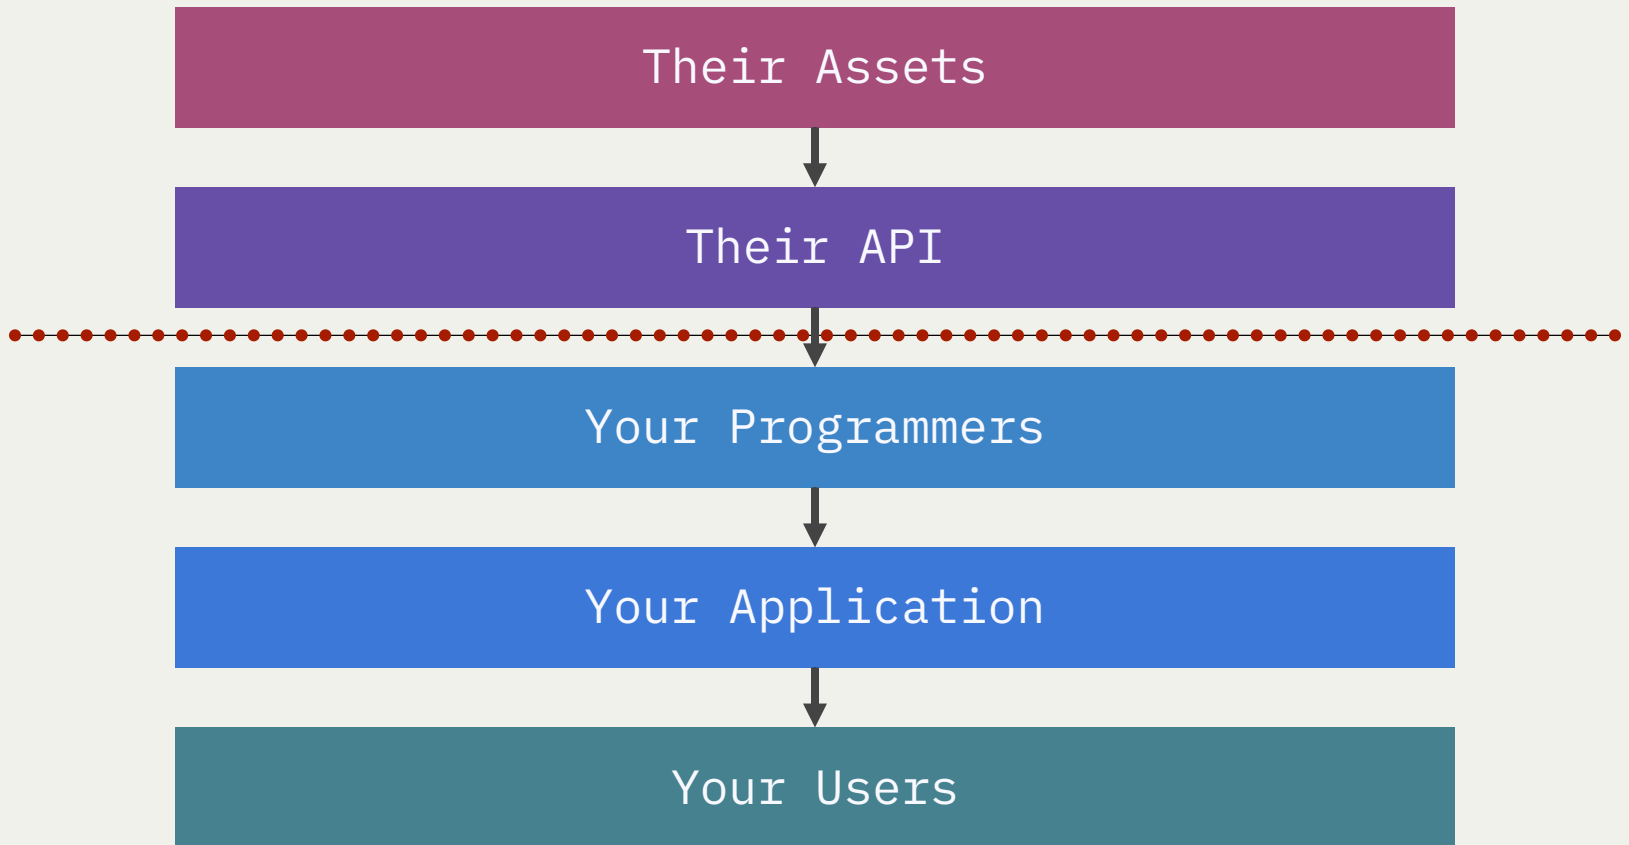 Their Assets
Their API
Your Programmers
Your Application
Your Users